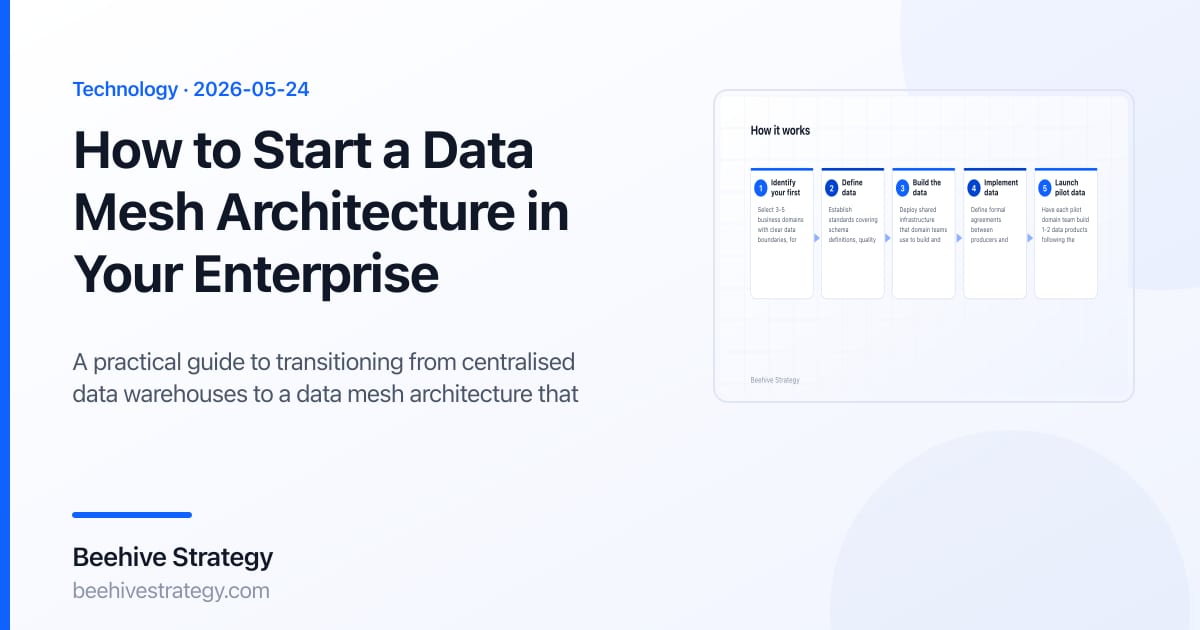 Technology · 2026-05-24
How to Start a Data
Mesh Architecture in
Your Enterprise
A practical guide to transitioning from centralised
data warehouses to a data mesh architecture that
Beehive Strategy
beehivestrategy.com
How it works
1 Identify
your first
Select 3-5
business domains
with clear data
boundaries, for
2 Define
data
Establish
standards covering
schema
definitions, quality
3 Build the
data
Deploy shared
infrastructure
that domain teams
use to build and
4 Implement
data
Define formal
agreements
between
producers and
5 Launch
pilot data
Have each pilot
domain team build
1-2 data products
following the
Beehive Strategy